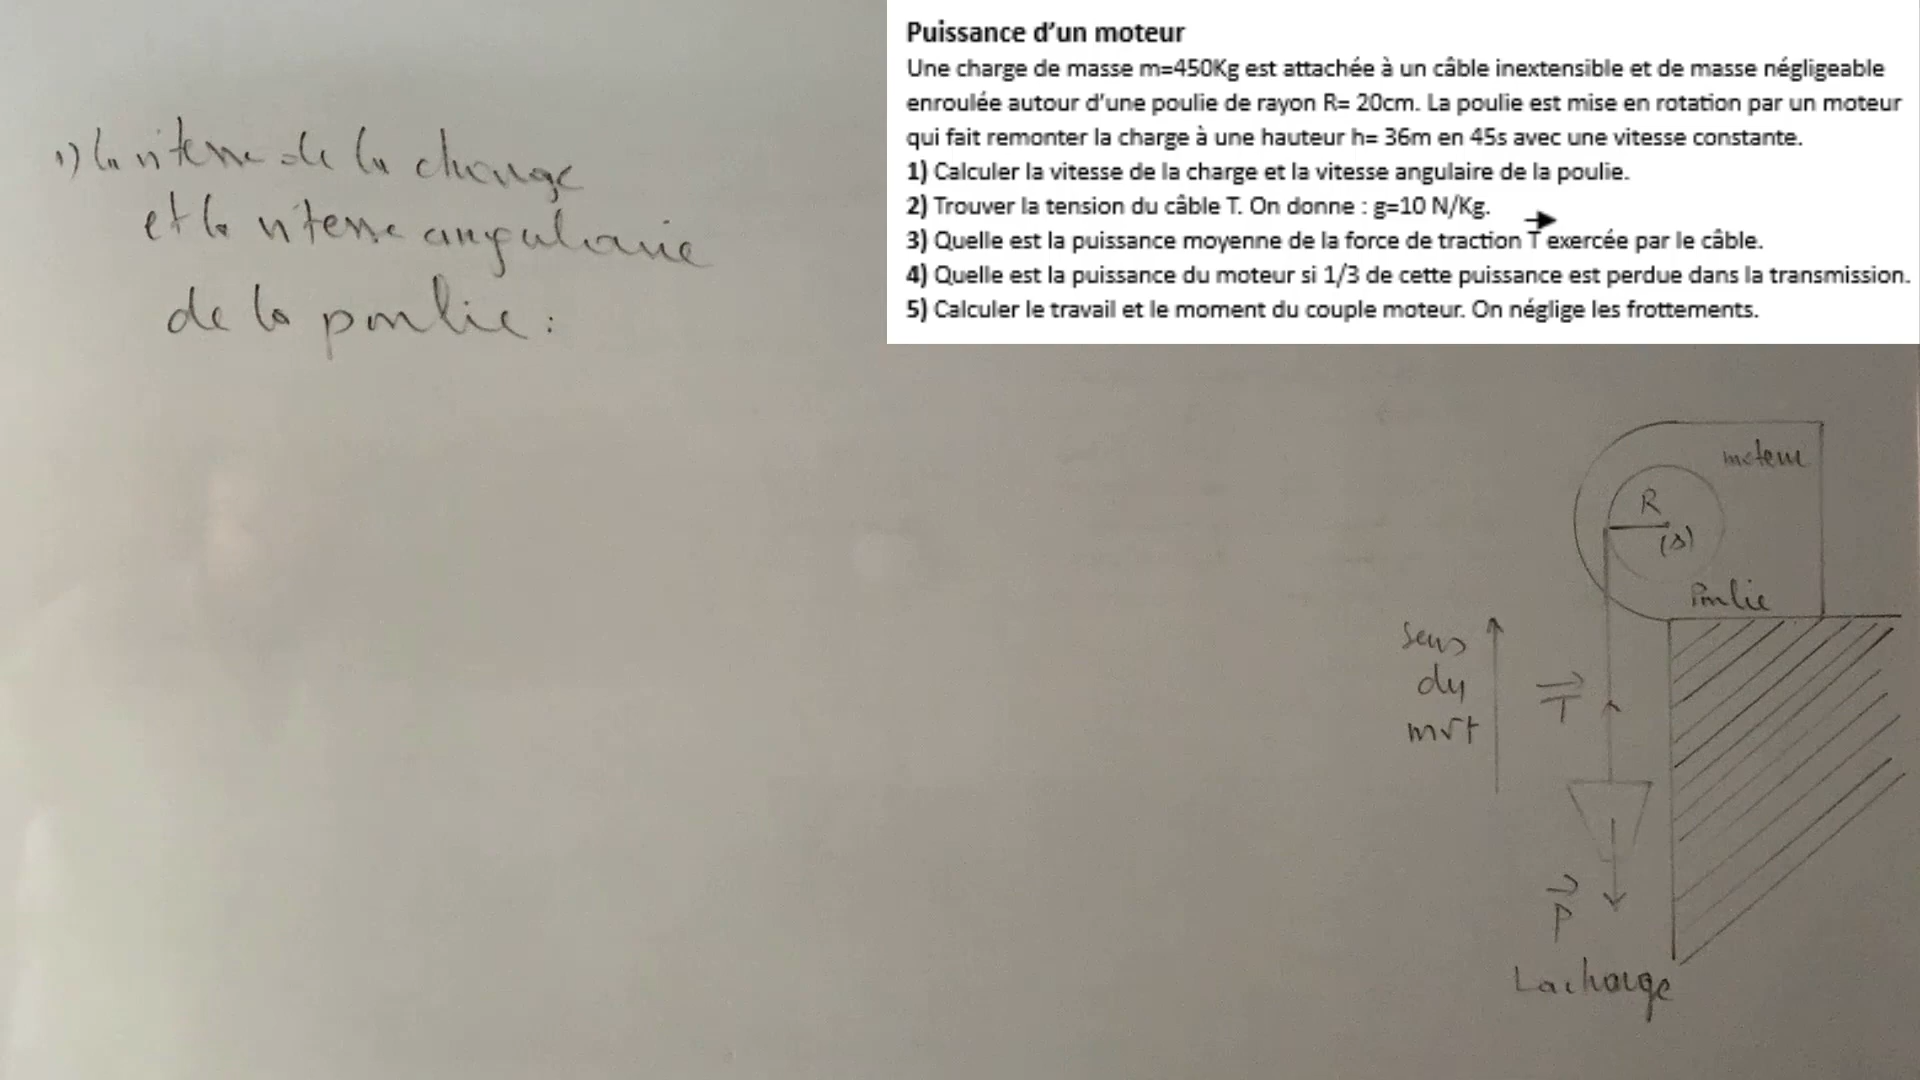 Puissance d’un moteur
Une charge de masse m=450Kg est attachée à un câble inextensible et de masse négligeable
enroulée autour d’une poulie de rayon R= 20cm. La poulie est mise en rotation par un moteur
qui fait remonter la charge à une hauteur h= 36m en 45s avec une vitesse constante.
1) Calculer la vitesse de la charge et la vitesse angulaire de la poulie.
2) Trouver la tension du câble T. On donne : g=10 N/Kg.
3) Quelle est la puissance moyenne de la force de traction T exercée par le câble.
4) Quelle est la puissance du moteur si 1/3 de cette puissance est perdue dans la transmission.
5) Calculer le travail et le moment du couple moteur. On néglige les frottements.
1) la vitesse de la charge
et la vitesse angulaire
de la poulie :
moteur
R
(Δ)
Poulie
sens
du
mvt
T
P
La charge